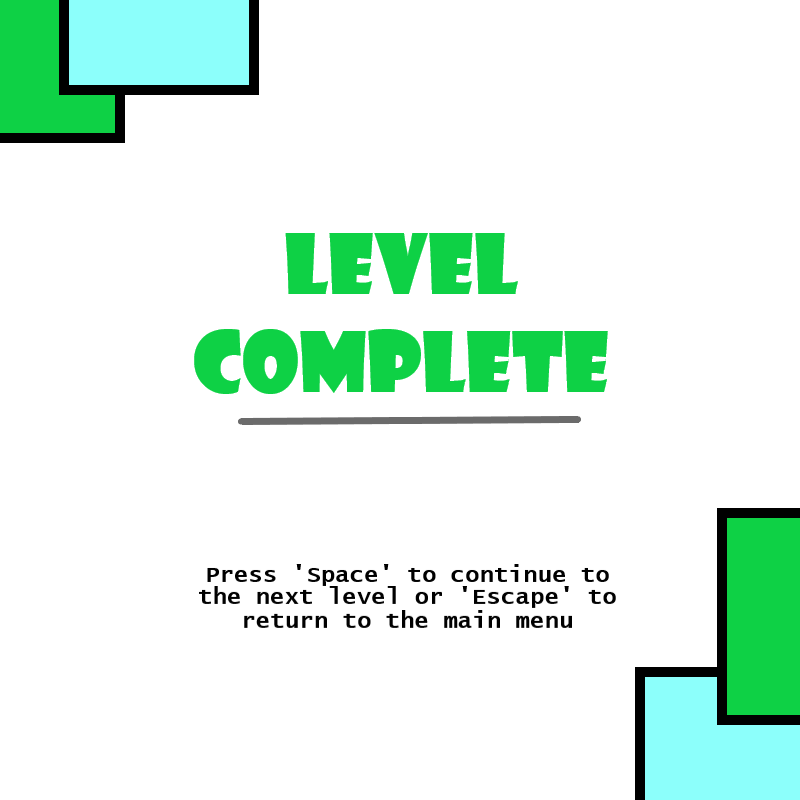 LEVEL
COMPLETE
Press 'Space' to continue to
the next level or 'Escape' to
return to the main menu